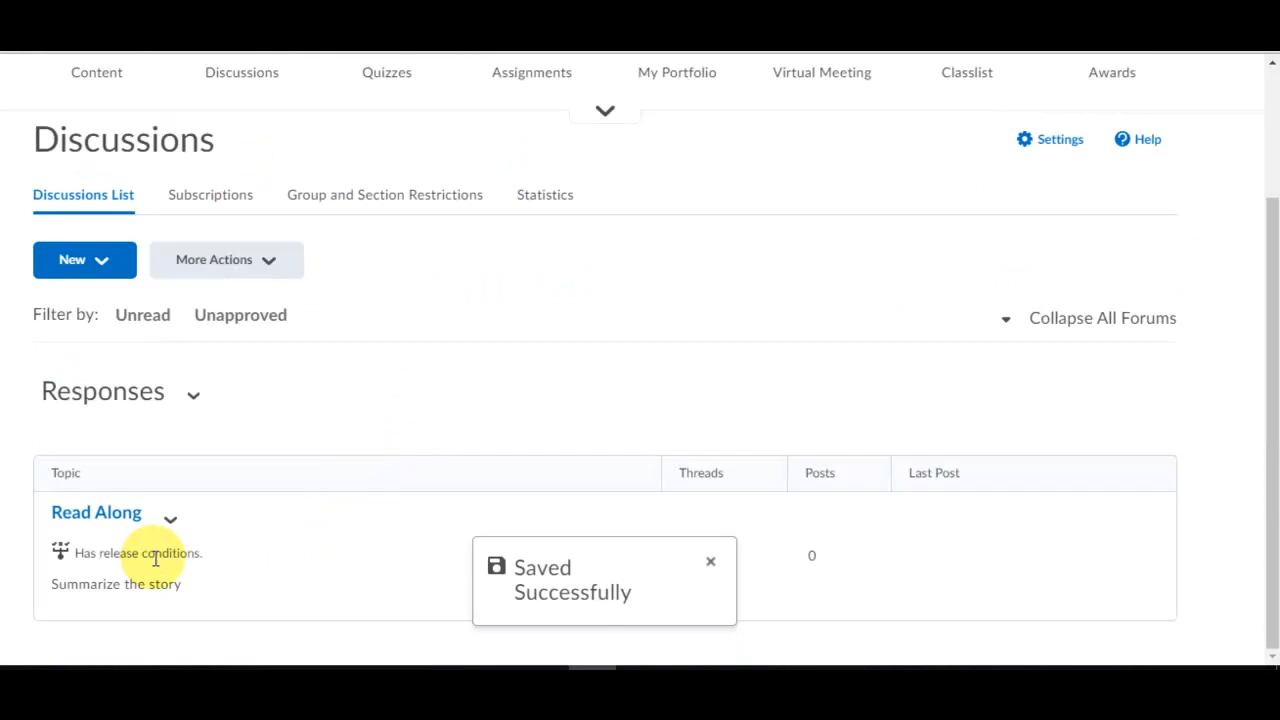 Content Discussions Quizzes Assignments My Portfolio Virtual Meeting Classlist Awards
Discussions
Settings Help
Discussions List Subscriptions Group and Section Restrictions Statistics
New More Actions
Filter by: Unread Unapproved
Collapse All Forums
Responses
Topic Threads Posts Last Post
Read Along
Has release conditions.
0
Summarize the story
Saved
Successfully